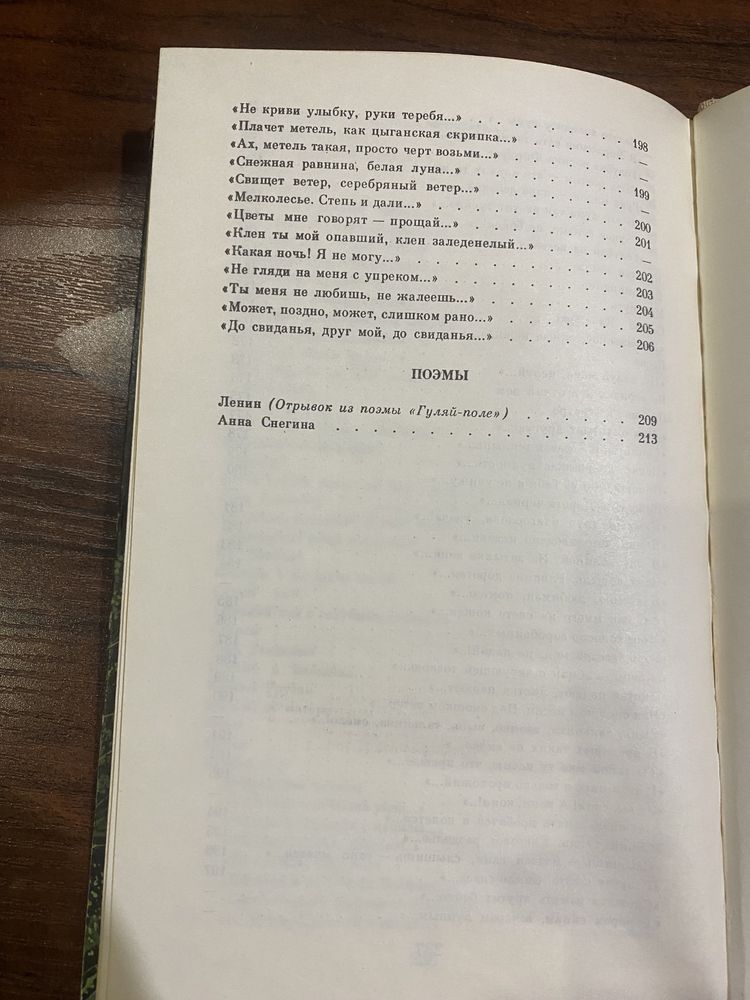 «Не криви улыбку, руки теребя...» . . . . . . . . 198
«Плачет метель, как цыганская скрипка...» . . . . . —
«Ах, метель такая, просто черт возьми...» . . . . . . —
«Снежная равнина, белая луна...» . . . . . . . . 199
«Свищет ветер, серебряный ветер...» . . . . . . . —
«Мелколесье. Степь и дали...» . . . . . . . . . 200
«Цветы мне говорят — прощай...» . . . . . . . . 201
«Клен ты мой опавший, клен заледенелый...» . . . . —
«Какая ночь! Я не могу...» . . . . . . . . . . 202
«Не гляди на меня с упреком...» . . . . . . . . 203
«Ты меня не любишь, не жалеешь...» . . . . . . . 204
«Может, поздно, может, слишком рано...» . . . . . . 205
«До свиданья, друг мой, до свиданья...» . . . . . . 206
ПОЭМЫ
Ленин (Отрывок из поэмы «Гуляй-поле») . . . . . . 209
Анна Снегина . . . . . . . . . . . . . . . . . 213